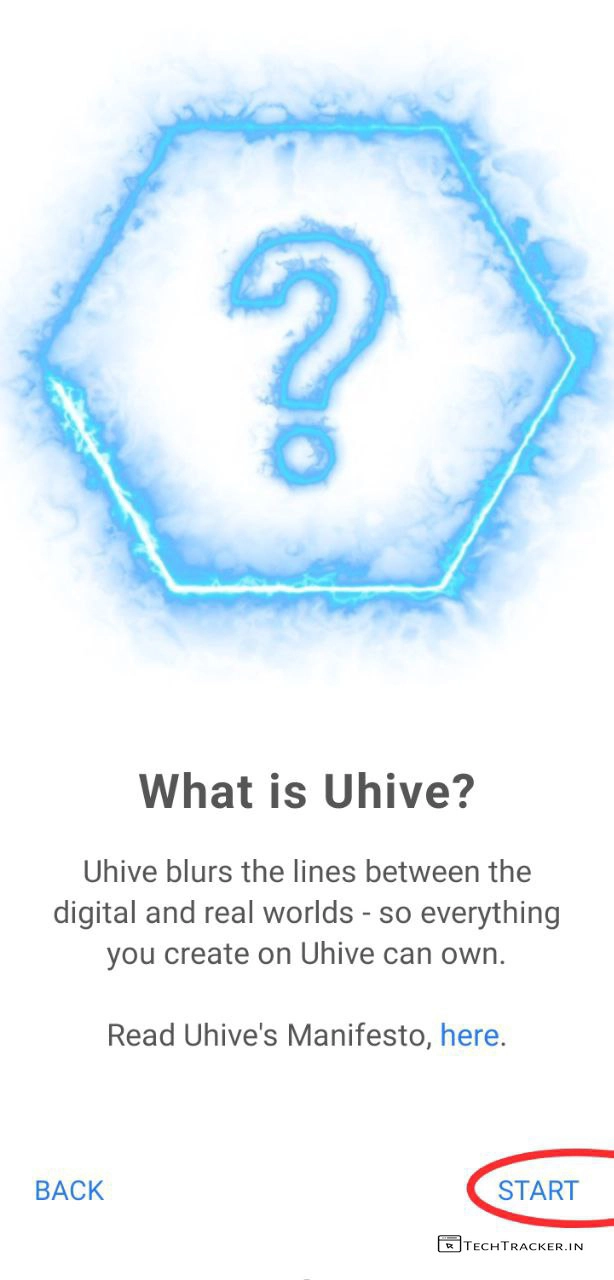 ?
What is Uhive?
Uhive blurs the lines between the
digital and real worlds - so everything
you create on Uhive can own.
Read Uhive's Manifesto, here.
BACK
START
TECHTRACKER.IN